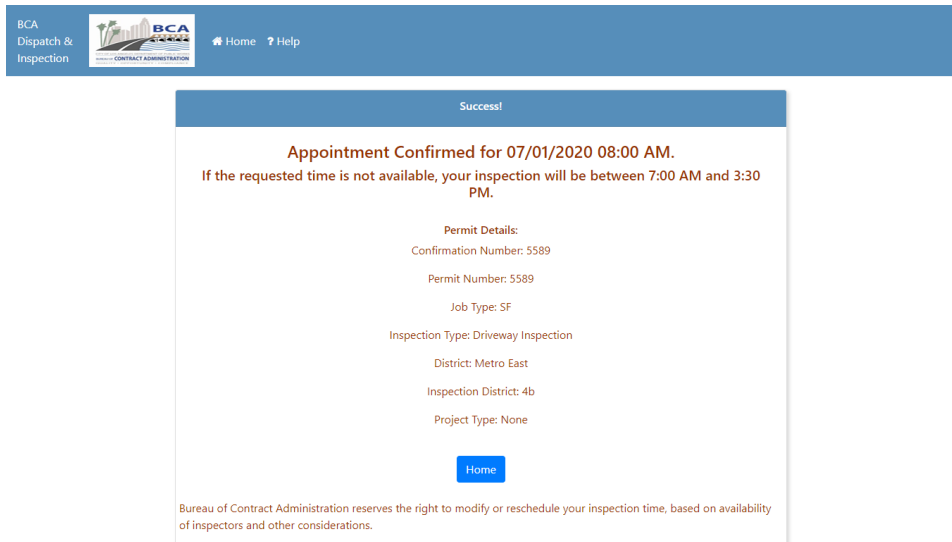 BCA
Dispatch &
Inspection
BCA
BUREAU OF CONTRACT ADMINISTRATION
Home ? Help
Success!
Appointment Confirmed for 07/01/2020 08:00 AM.
If the requested time is not available, your inspection will be between 7:00 AM and 3:30
PM.
Permit Details:
Confirmation Number: 5589
Permit Number: 5589
Job Type: SF
Inspection Type: Driveway Inspection
District: Metro East
Inspection District: 4b
Project Type: None
Home
Bureau of Contract Administration reserves the right to modify or reschedule your inspection time, based on availability
of inspectors and other considerations.